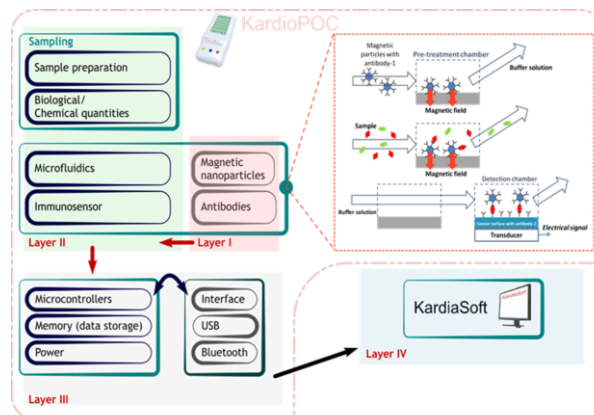 KardioPOC
Sampling
Sample preparation
Biological/
Chemical quantities
Microfluidics
Immunosensor
Magnetic
nanoparticles
Antibodies
Layer II
Layer I
Microcontrollers
Memory (data storage)
Power
Interface
USB
Bluetooth
Layer III
Magnetic
particles with
antibody-1
Pre-treatment chamber
Buffer solution
Magnetic field
Sample
Magnetic field
Detection chamber
Buffer solution
Sensor surface with antibody-2
Transducer
Electrical signal
KardiaSoft
KardiaSoft
Layer IV